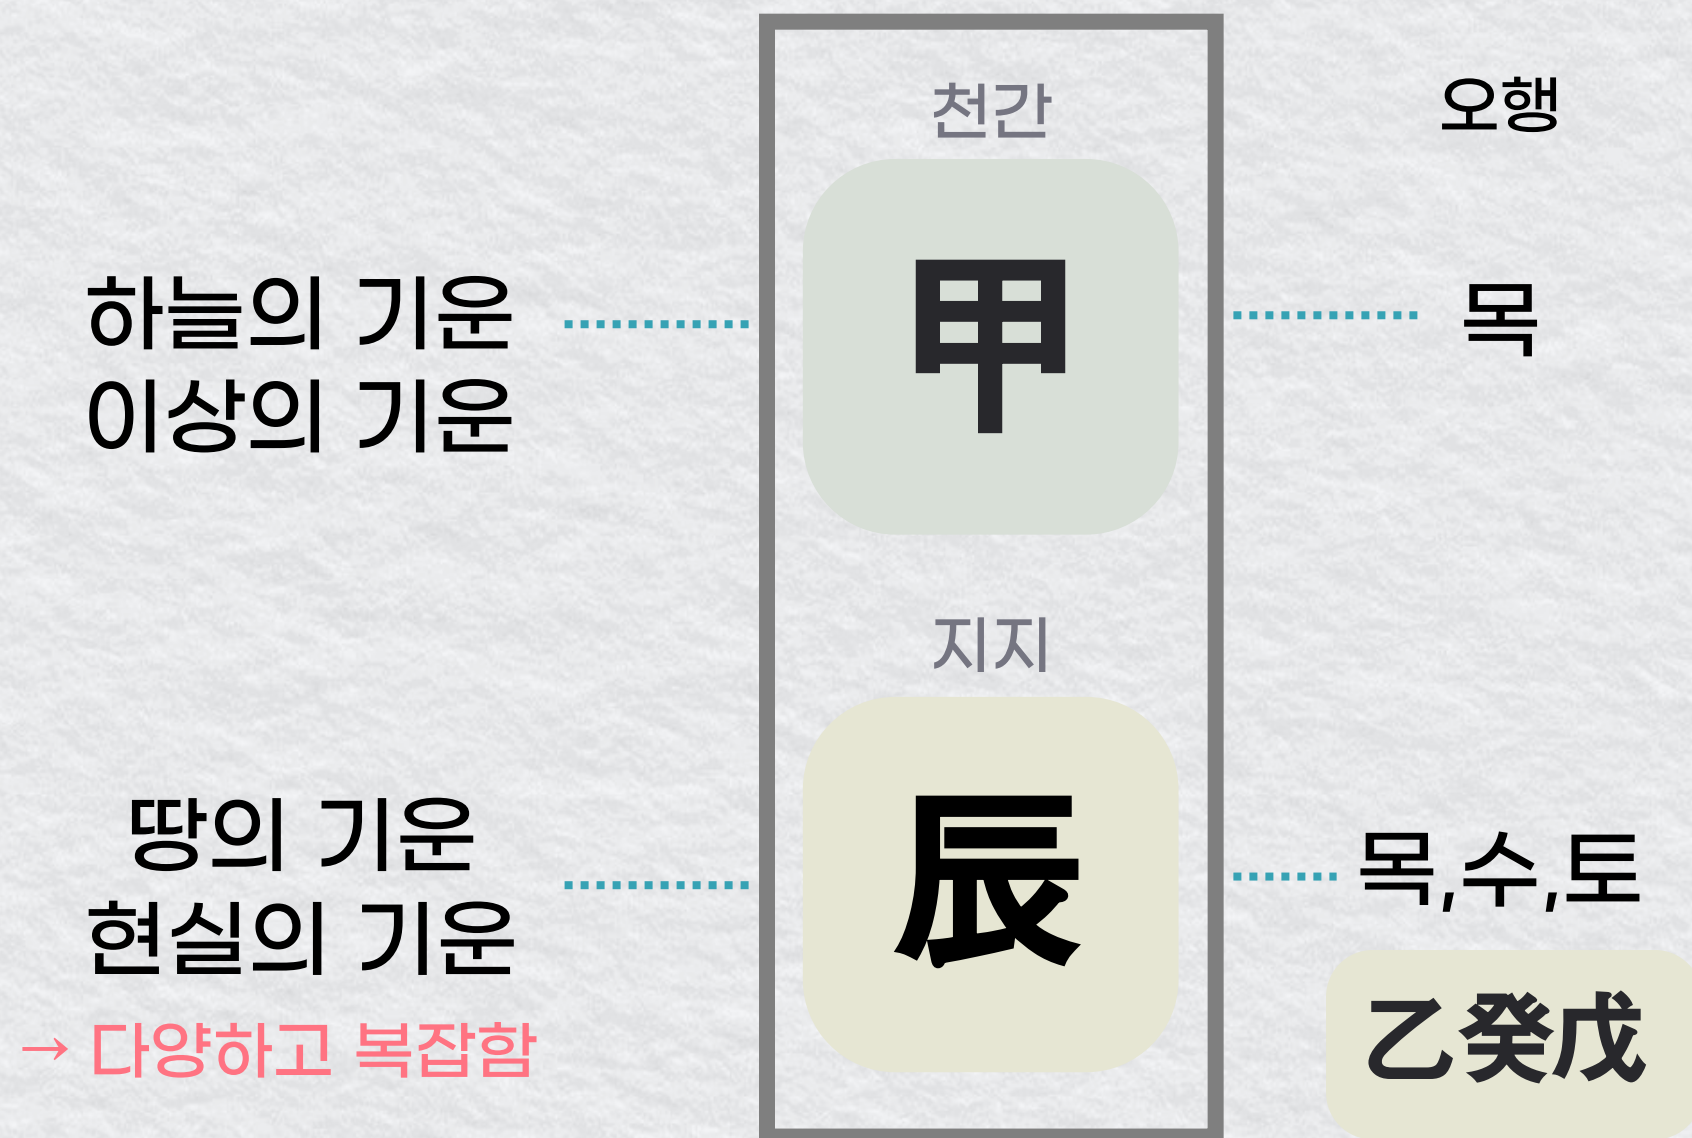 천간
오행
甲
하늘의 기운
이상의 기운
목
지지
辰
땅의 기운
현실의 기운
→ 다양하고 복잡함
목,수,토
乙癸戊